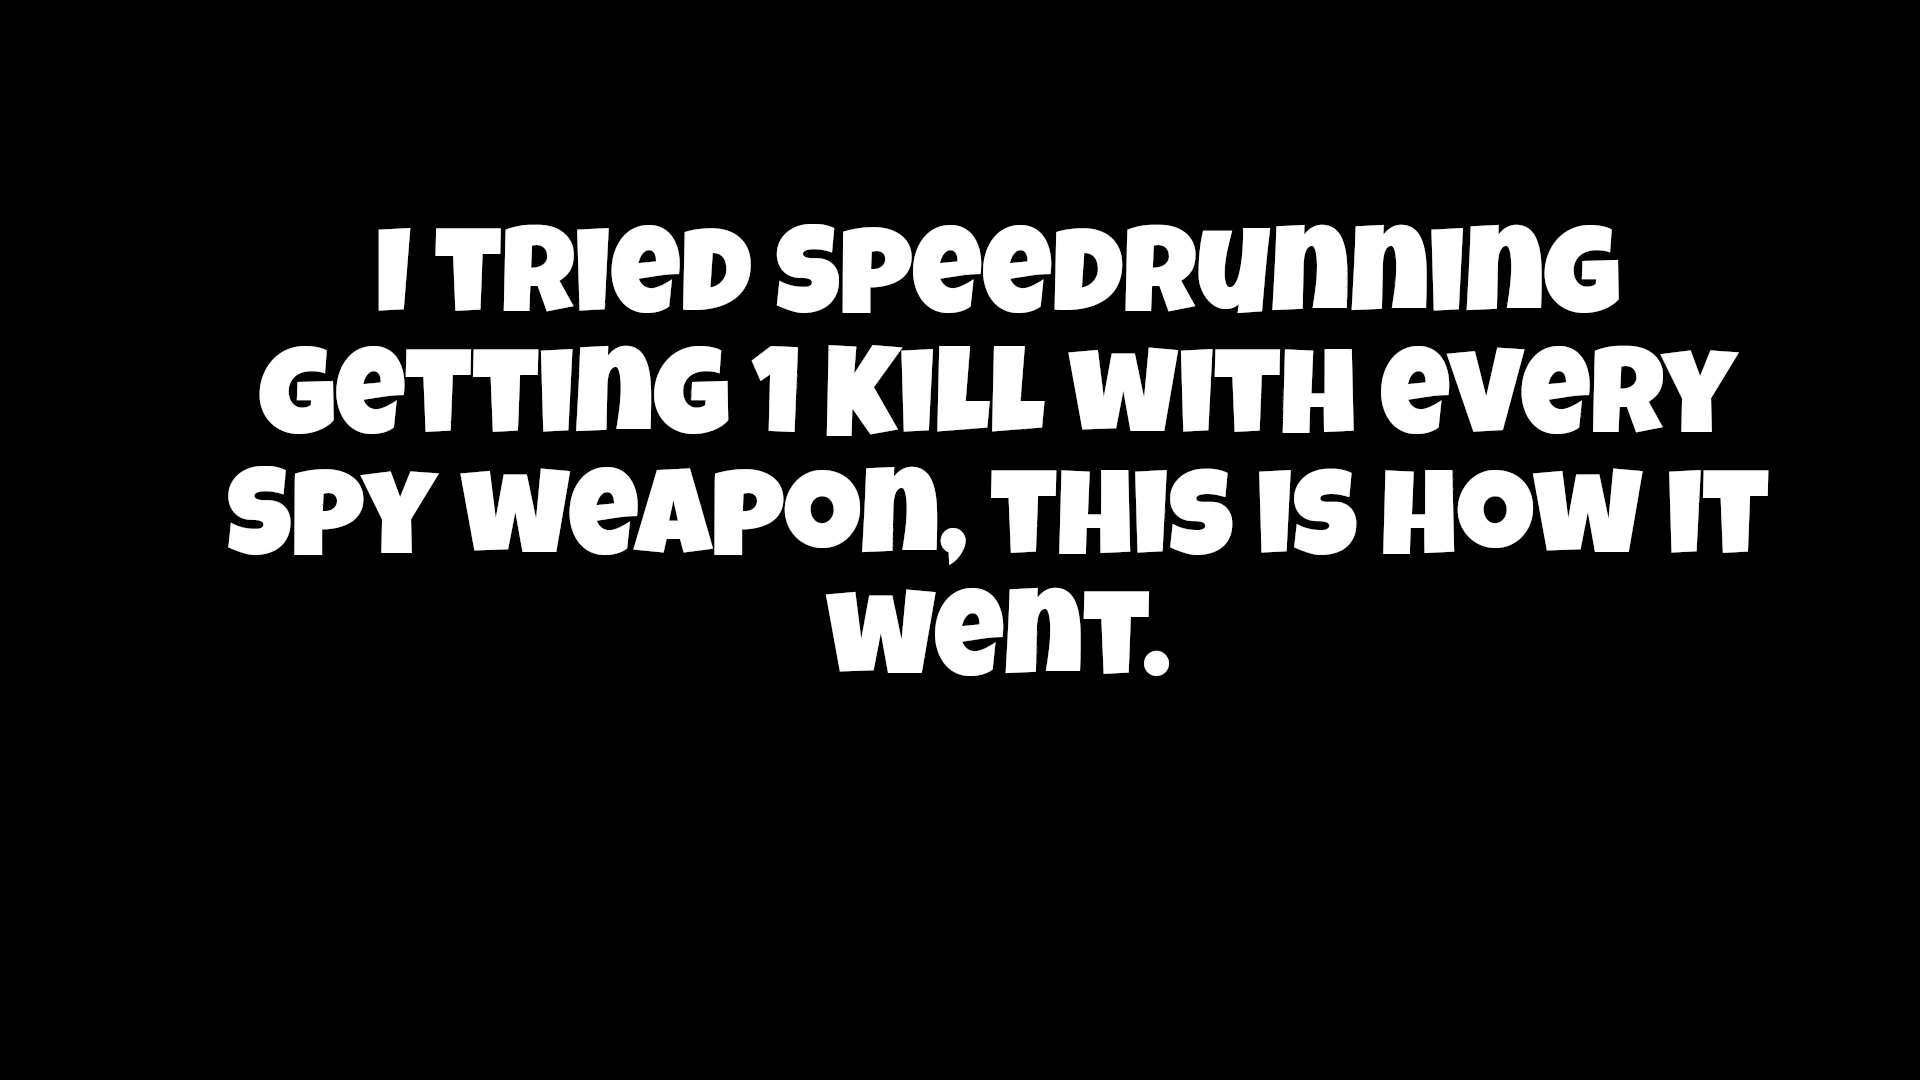 I TRIED SPEEDRUNNING
GETTING 1 KILL WITH EVERY
SPY WEAPON, THIS IS HOW IT
WENT.